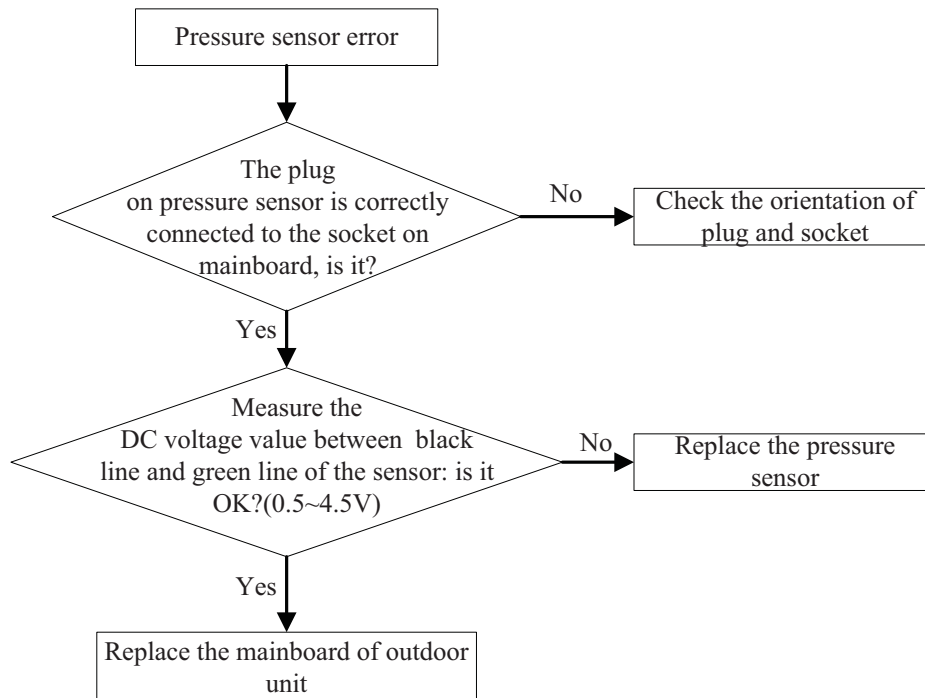 Pressure sensor error
The plug
on pressure sensor is correctly
connected to the socket on
mainboard, is it?
No
Check the orientation of
plug and socket
Yes
Measure the
DC voltage value between black
line and green line of the sensor: is it
OK?(0.5~4.5V)
No
Replace the pressure
sensor
Yes
Replace the mainboard of outdoor
unit